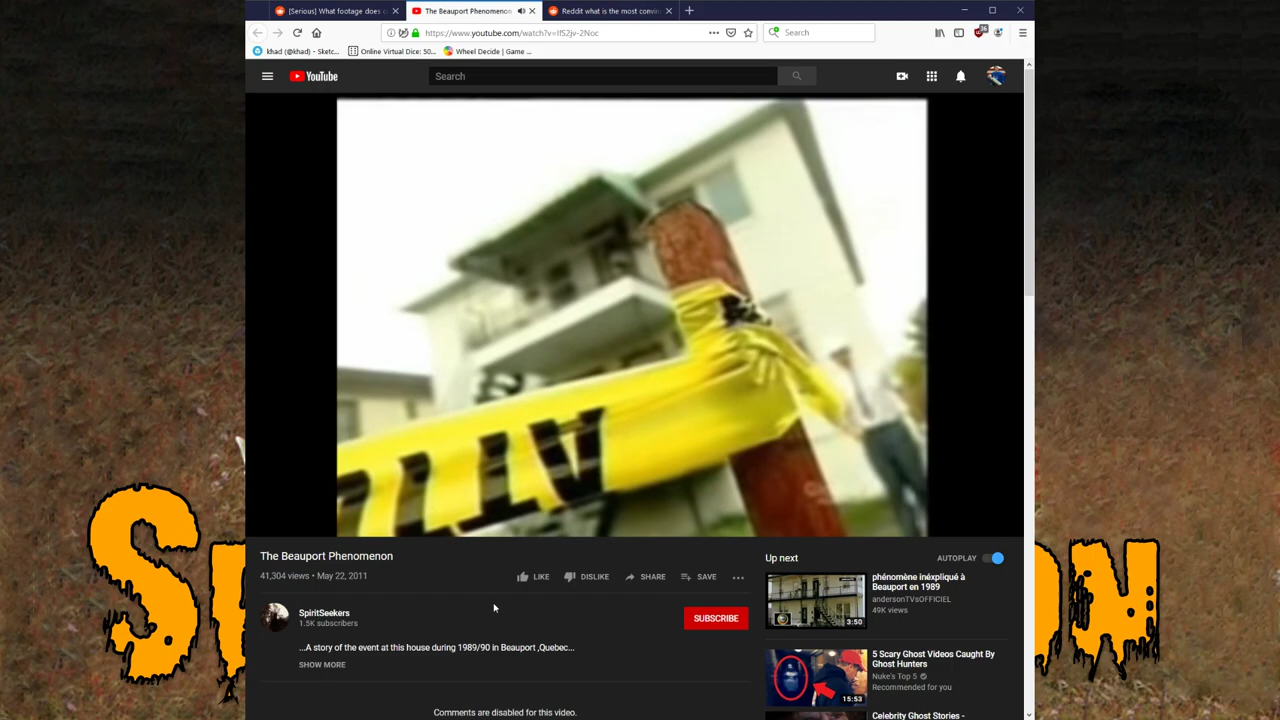 [Serious] What footage does o
The Beauport Phenomenon
Reddit what is the most convin
https://www.youtube.com/watch?v=IfS2jv-2Noc
Search
36
khad (@khad) - Sketc...
Online Virtual Dice: 50...
Wheel Decide | Game ...
YouTube
Search
The Beauport Phenomenon
41,304 views • May 22, 2011
LIKE
DISLIKE
SHARE
SAVE
SpiritSeekers
1.5K subscribers
SUBSCRIBE
...A story of the event at this house during 1989/90 in Beauport ,Quebec...
SHOW MORE
Comments are disabled for this video.
Up next
AUTOPLAY
phénomène inéxpliqué à
Beauport en 1989
andersonTVsOFFICIEL
49K views
3:50
5 Scary Ghost Videos Caught By
Ghost Hunters
Nuke's Top 5
Recommended for you
15:53
Celebrity Ghost Stories -
S
ON